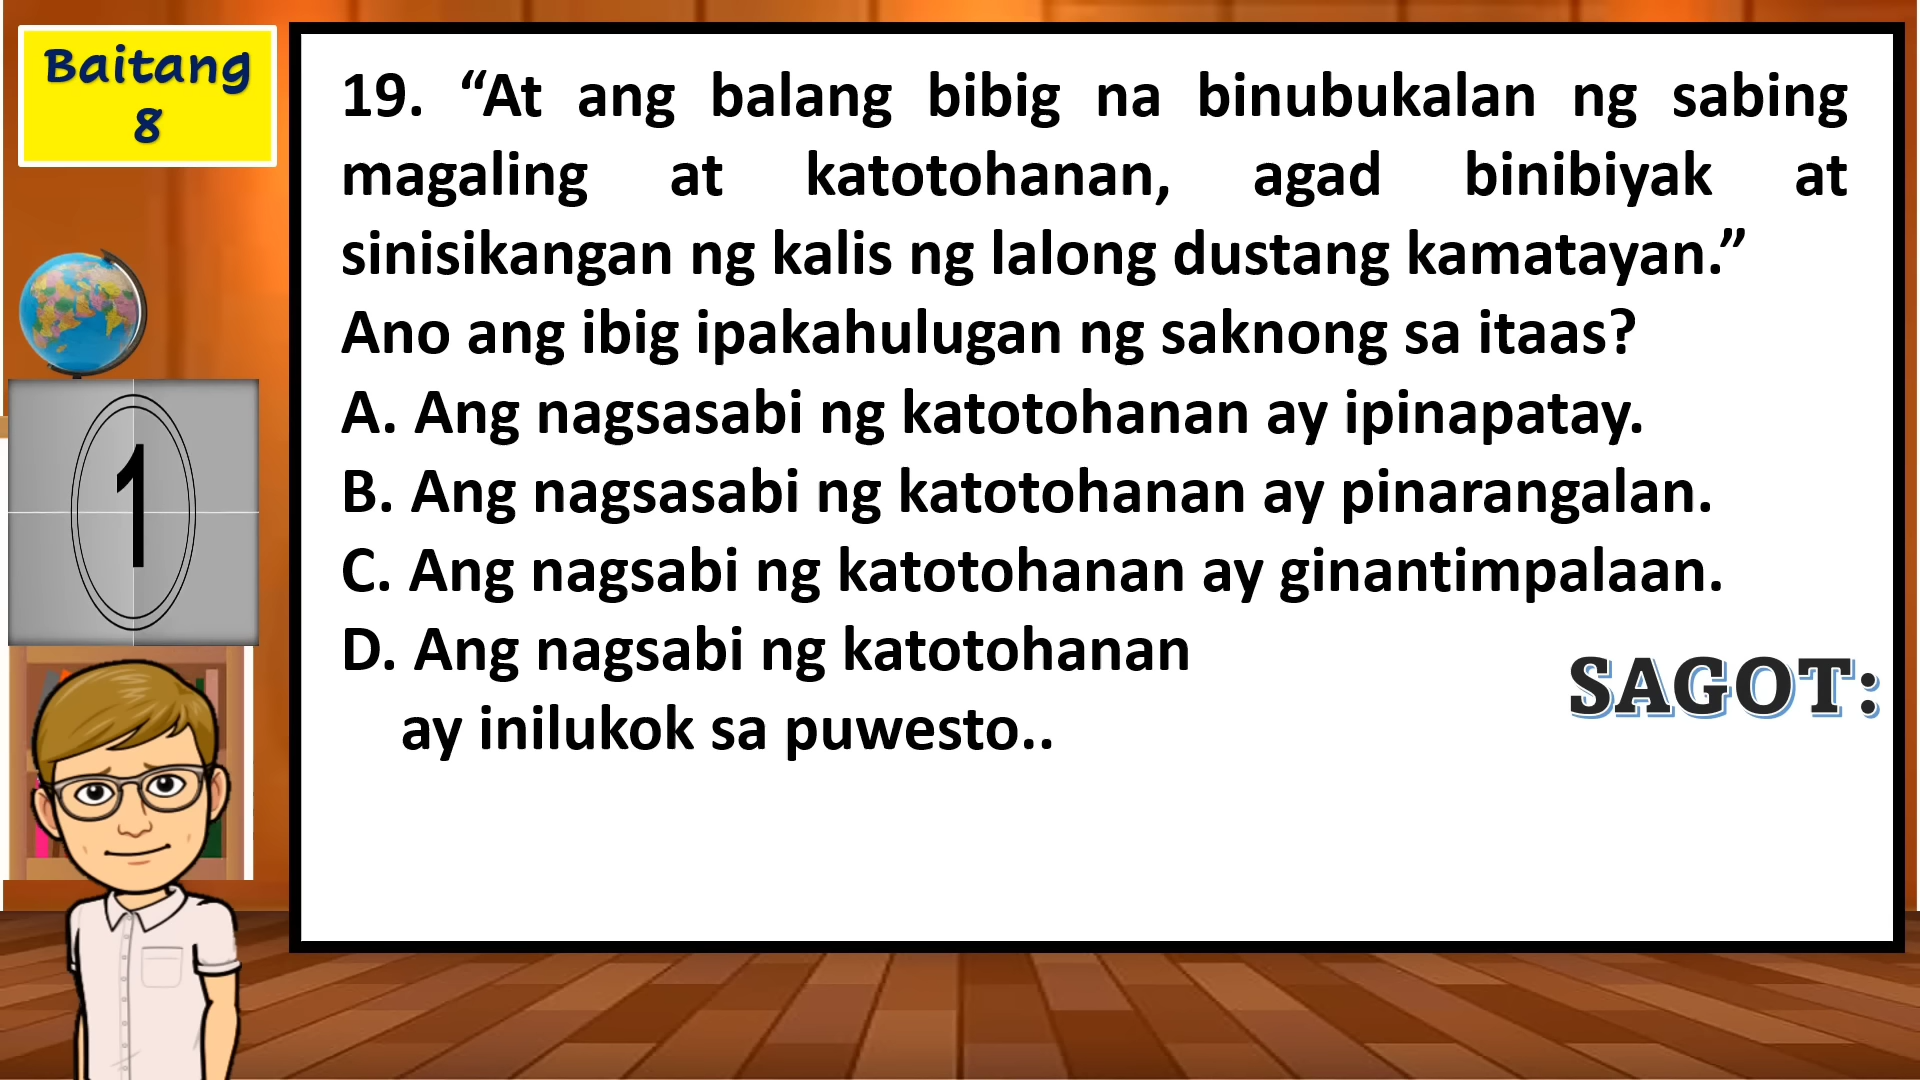 Baitang
8
19. “At ang balang bibig na binubukalan ng sabing
magaling at katotohanan, agad binibiyak at
sinisikangan ng kalis ng lalong dustang kamatayan.”
Ano ang ibig ipakahulugan ng saknong sa itaas?
A. Ang nagsasabi ng katotohanan ay ipinapatay.
B. Ang nagsasabi ng katotohanan ay pinarangalan.
C. Ang nagsabi ng katotohanan ay ginantimpalaan.
D. Ang nagsabi ng katotohanan
ay inilukok sa puwesto..
1
SAGOT: